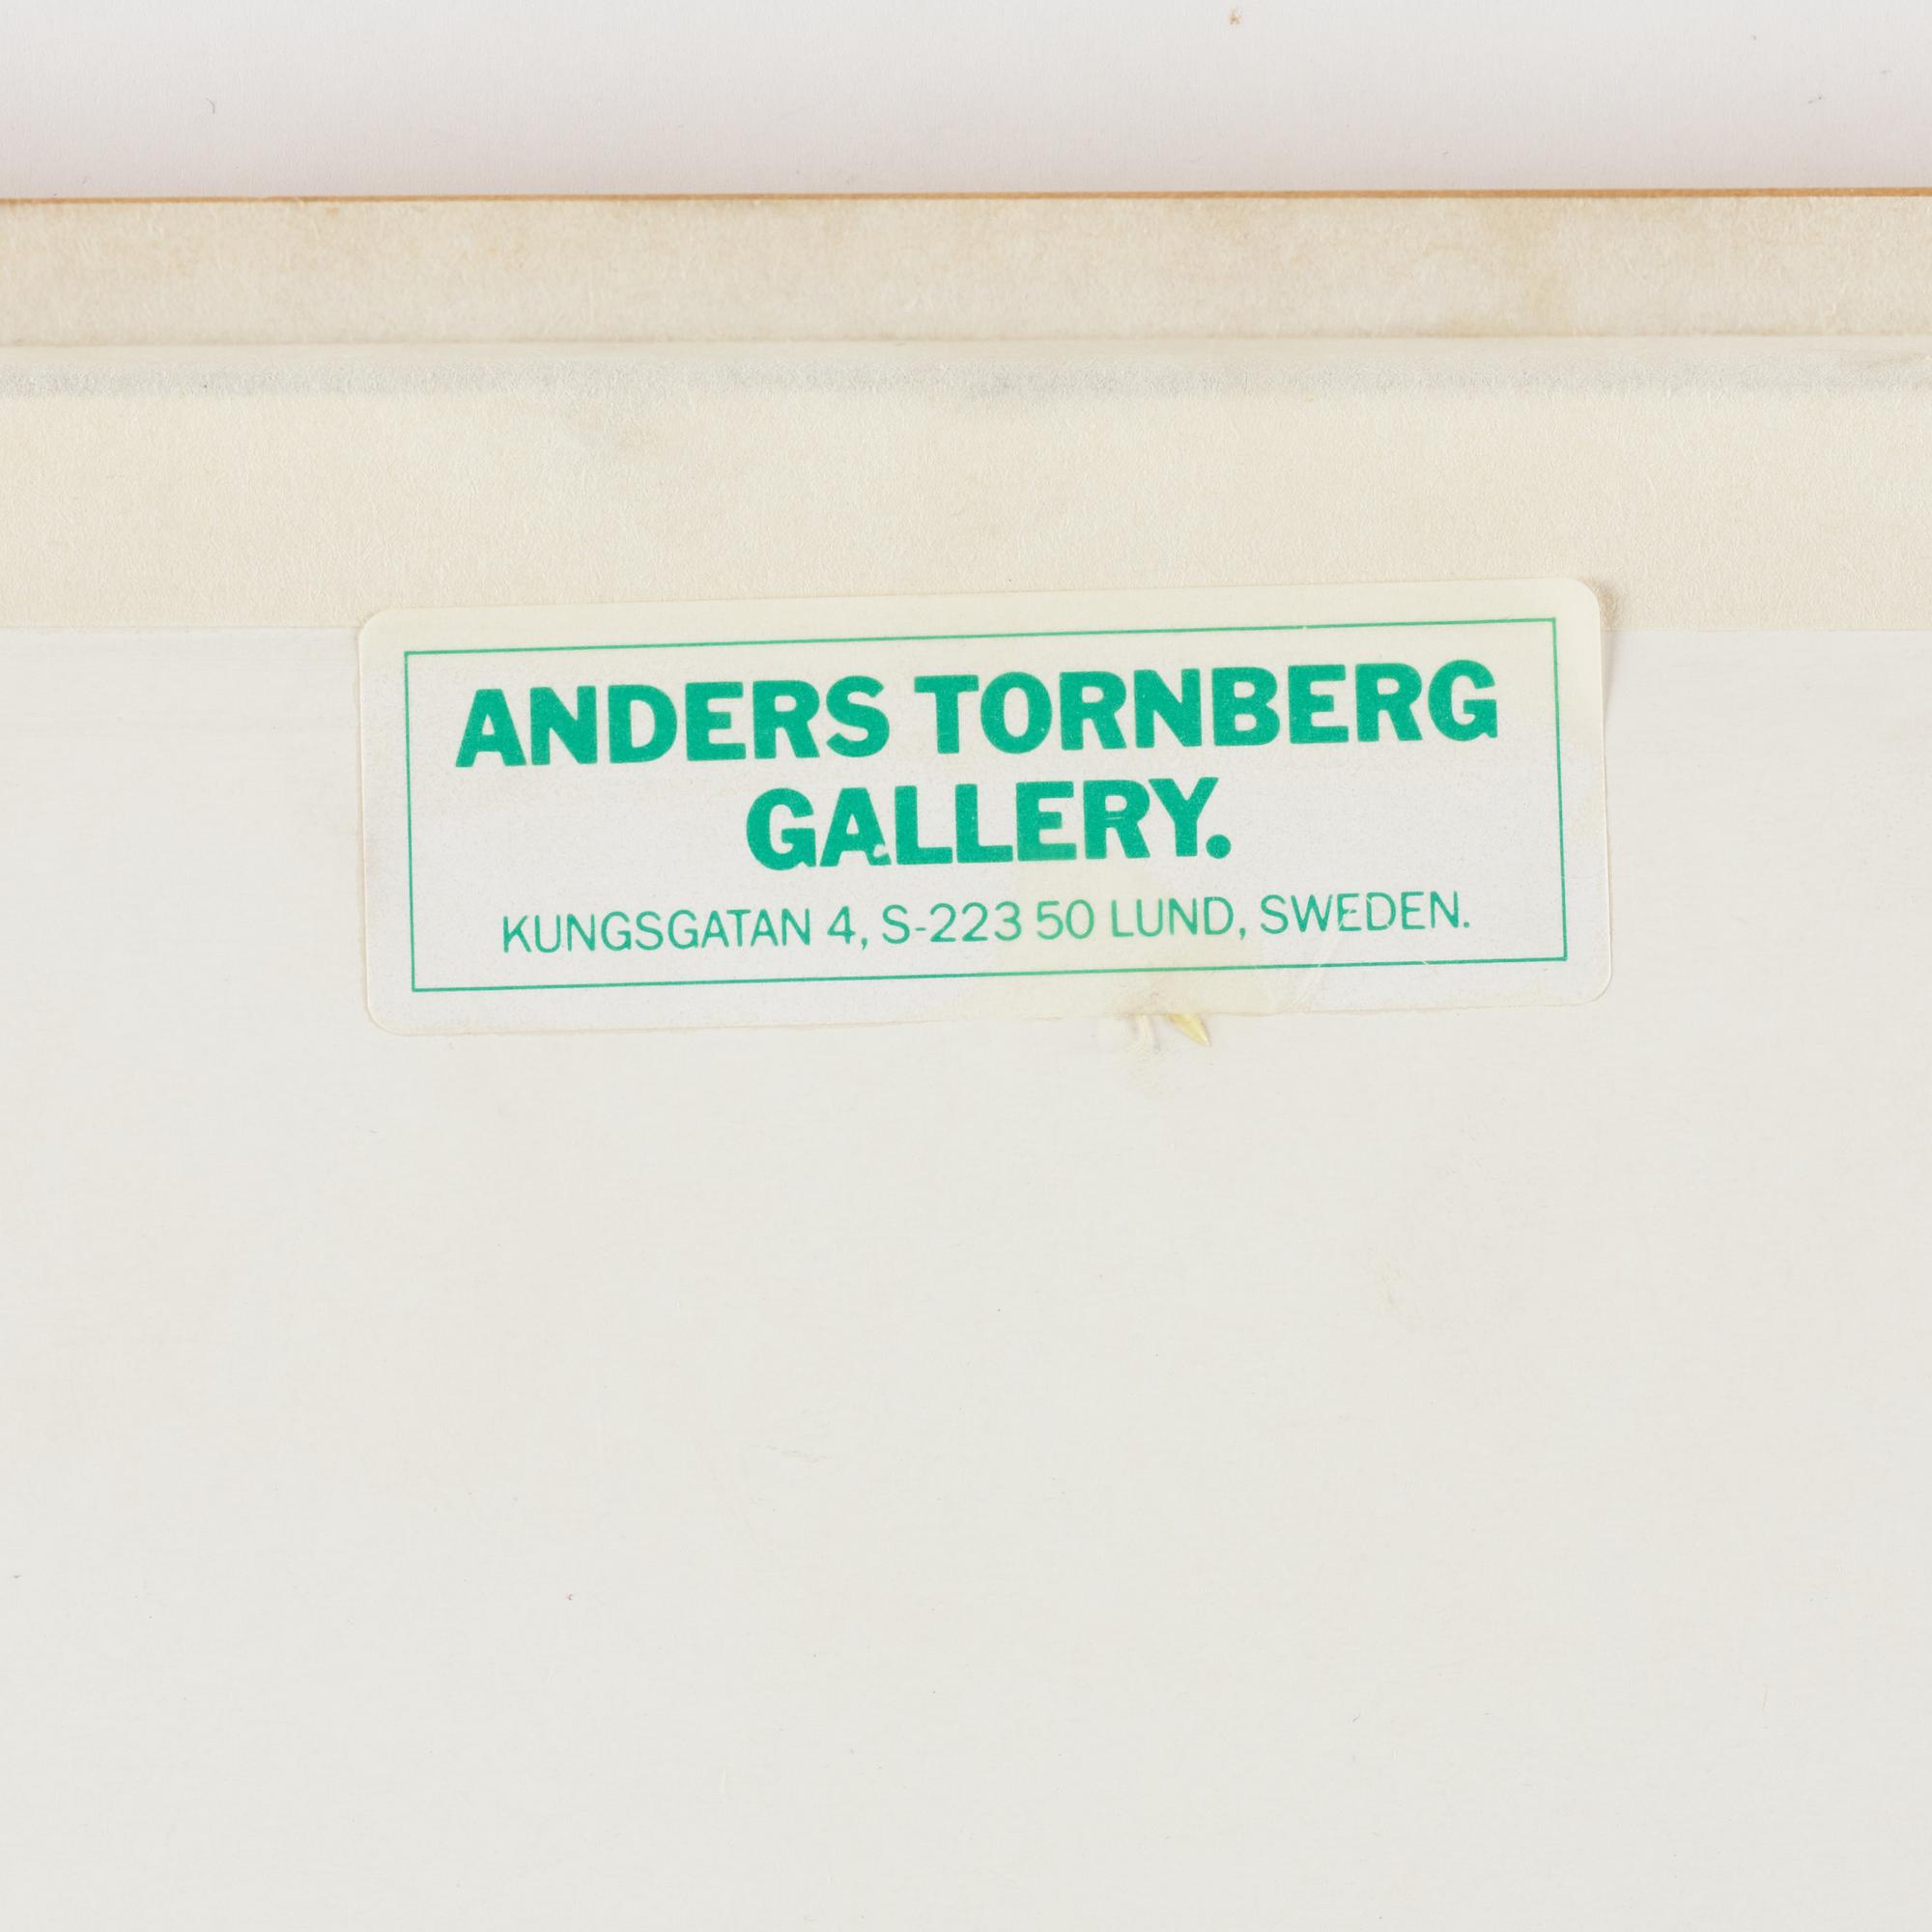 ANDERS TORNBERG
GALLERY.
KUNGSGATAN 4, S-223 50 LUND, SWEDEN.